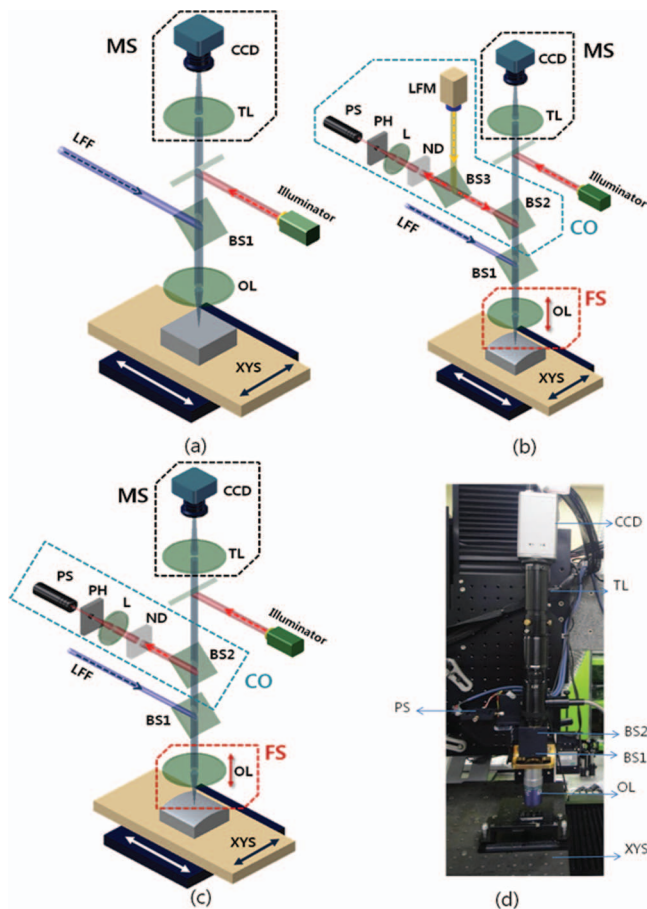 MS
CCD
TL
LFF
BS1
Illuminator
OL
XYS
(a)
MS
CCD
LFM
TL
PS
PH
L
ND
BS3
BS2
Illuminator
CO
LFF
BS1
FS
OL
XYS
(b)
MS
CCD
TL
PS
PH
L
ND
Illuminator
BS2
CO
LFF
BS1
FS
OL
XYS
(c)
CCD
TL
PS
BS2
BS1
OL
XYS
(d)